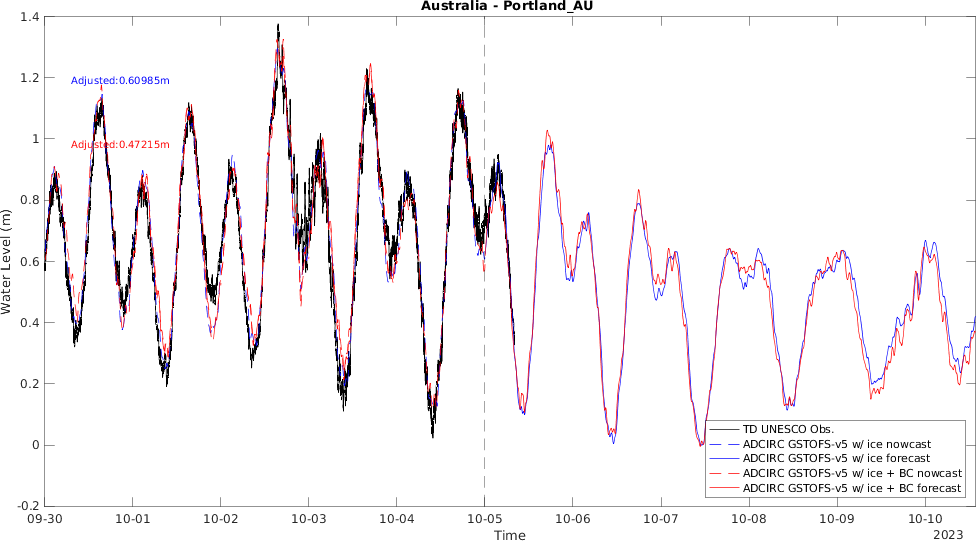 Australia - Portland_AU
1.4
1.2
1
0.8
0.6
0.4
0.2
0
-0.2
Water Level (m)
Adjusted:0.60985m
Adjusted:0.47215m
TD UNESCO Obs.
ADCIRC GSTOFS-v5 w/ ice nowcast
ADCIRC GSTOFS-v5 w/ ice forecast
ADCIRC GSTOFS-v5 w/ ice + BC nowcast
ADCIRC GSTOFS-v5 w/ ice + BC forecast
09-30 10-01 10-02 10-03 10-04 10-05 10-06 10-07 10-08 10-09 10-10
Time
2023